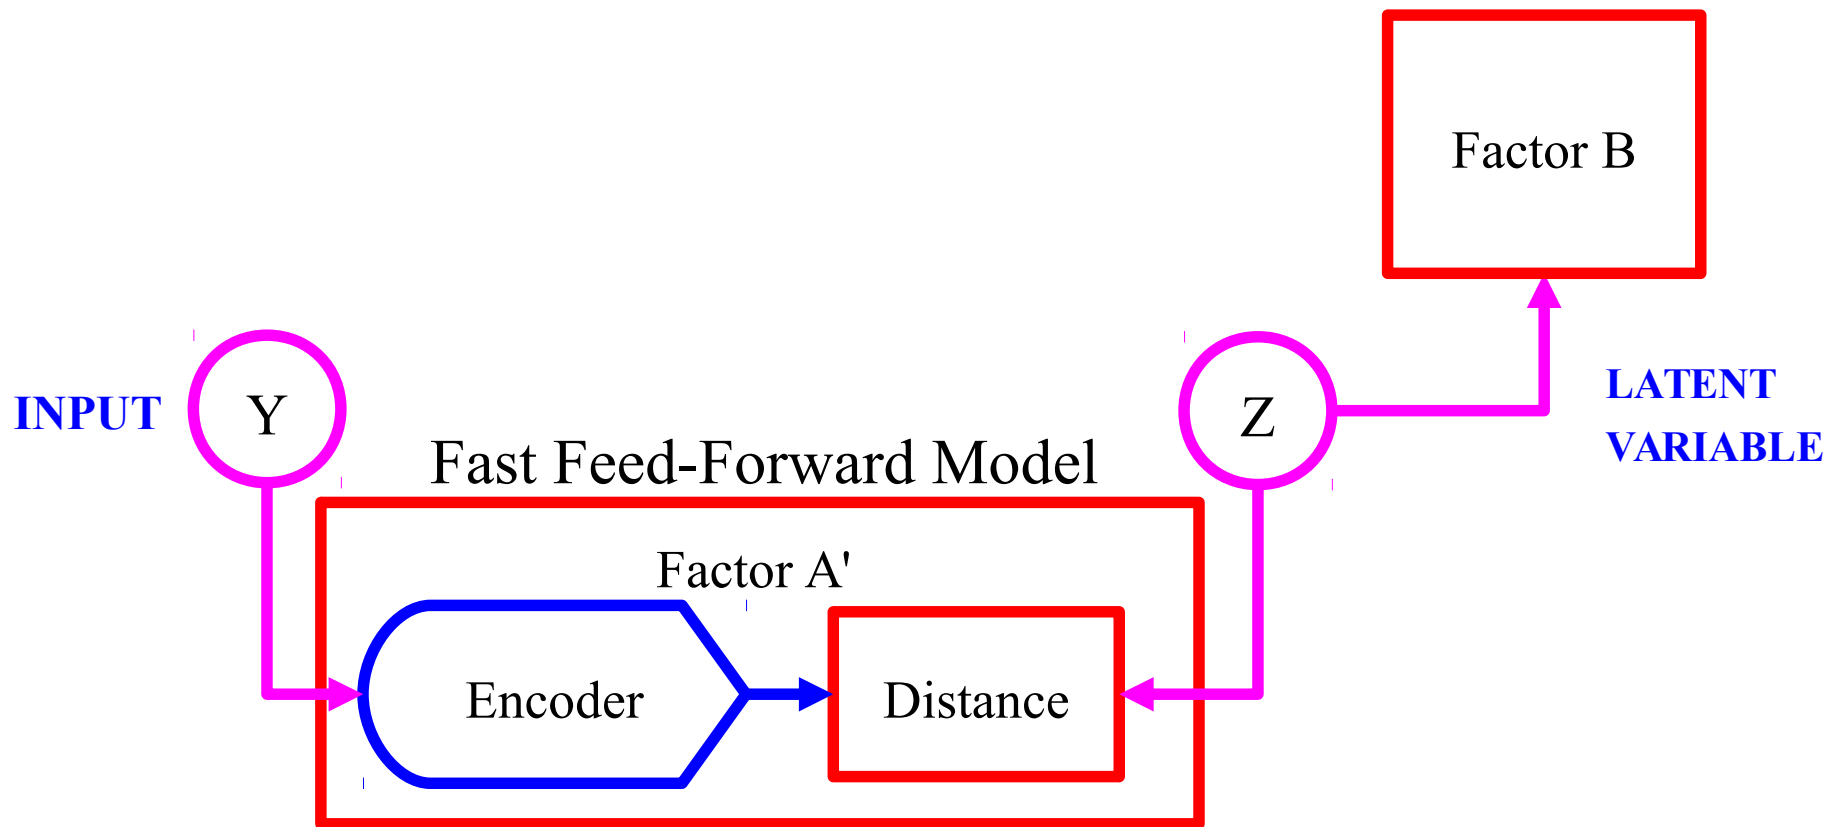 Factor B
INPUT
Y
Z
LATENT
VARIABLE
Fast Feed-Forward Model
Factor A'
Encoder
Distance